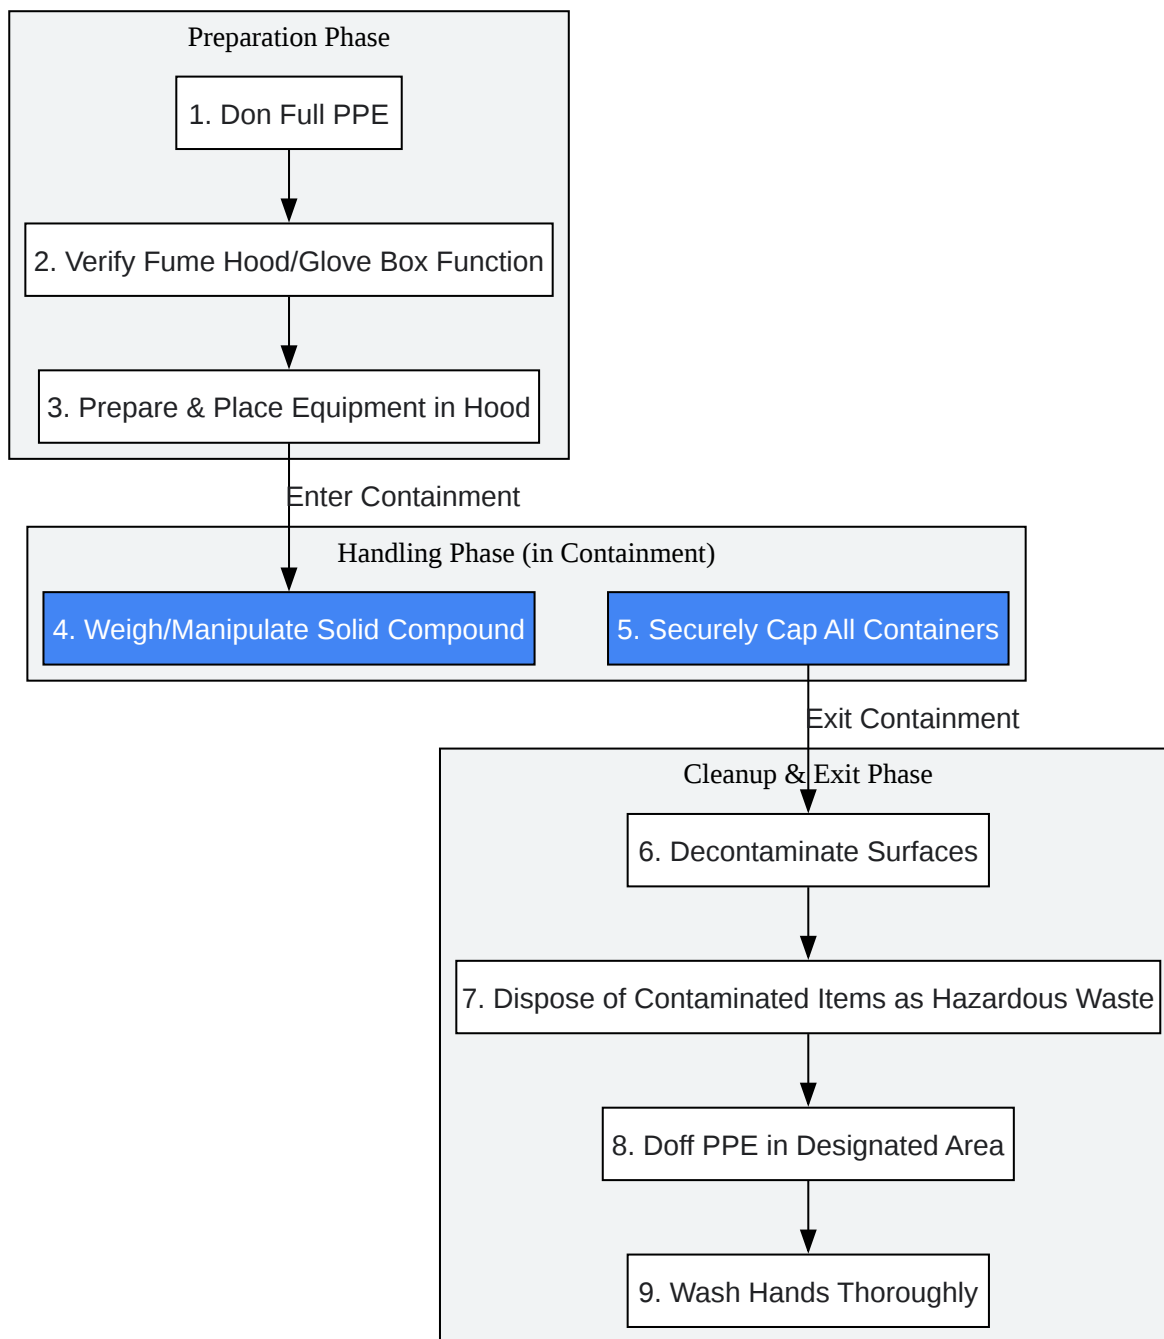 Preparation Phase
1. Don Full PPE
2. Verify Fume Hood/Glove Box Function
3. Prepare & Place Equipment in Hood
Enter Containment
Handling Phase (in Containment)
4. Weigh/Manipulate Solid Compound
5. Securely Cap All Containers
Exit Containment
Cleanup & Exit Phase
6. Decontaminate Surfaces
7. Dispose of Contaminated Items as Hazardous Waste
8. Doff PPE in Designated Area
9. Wash Hands Thoroughly